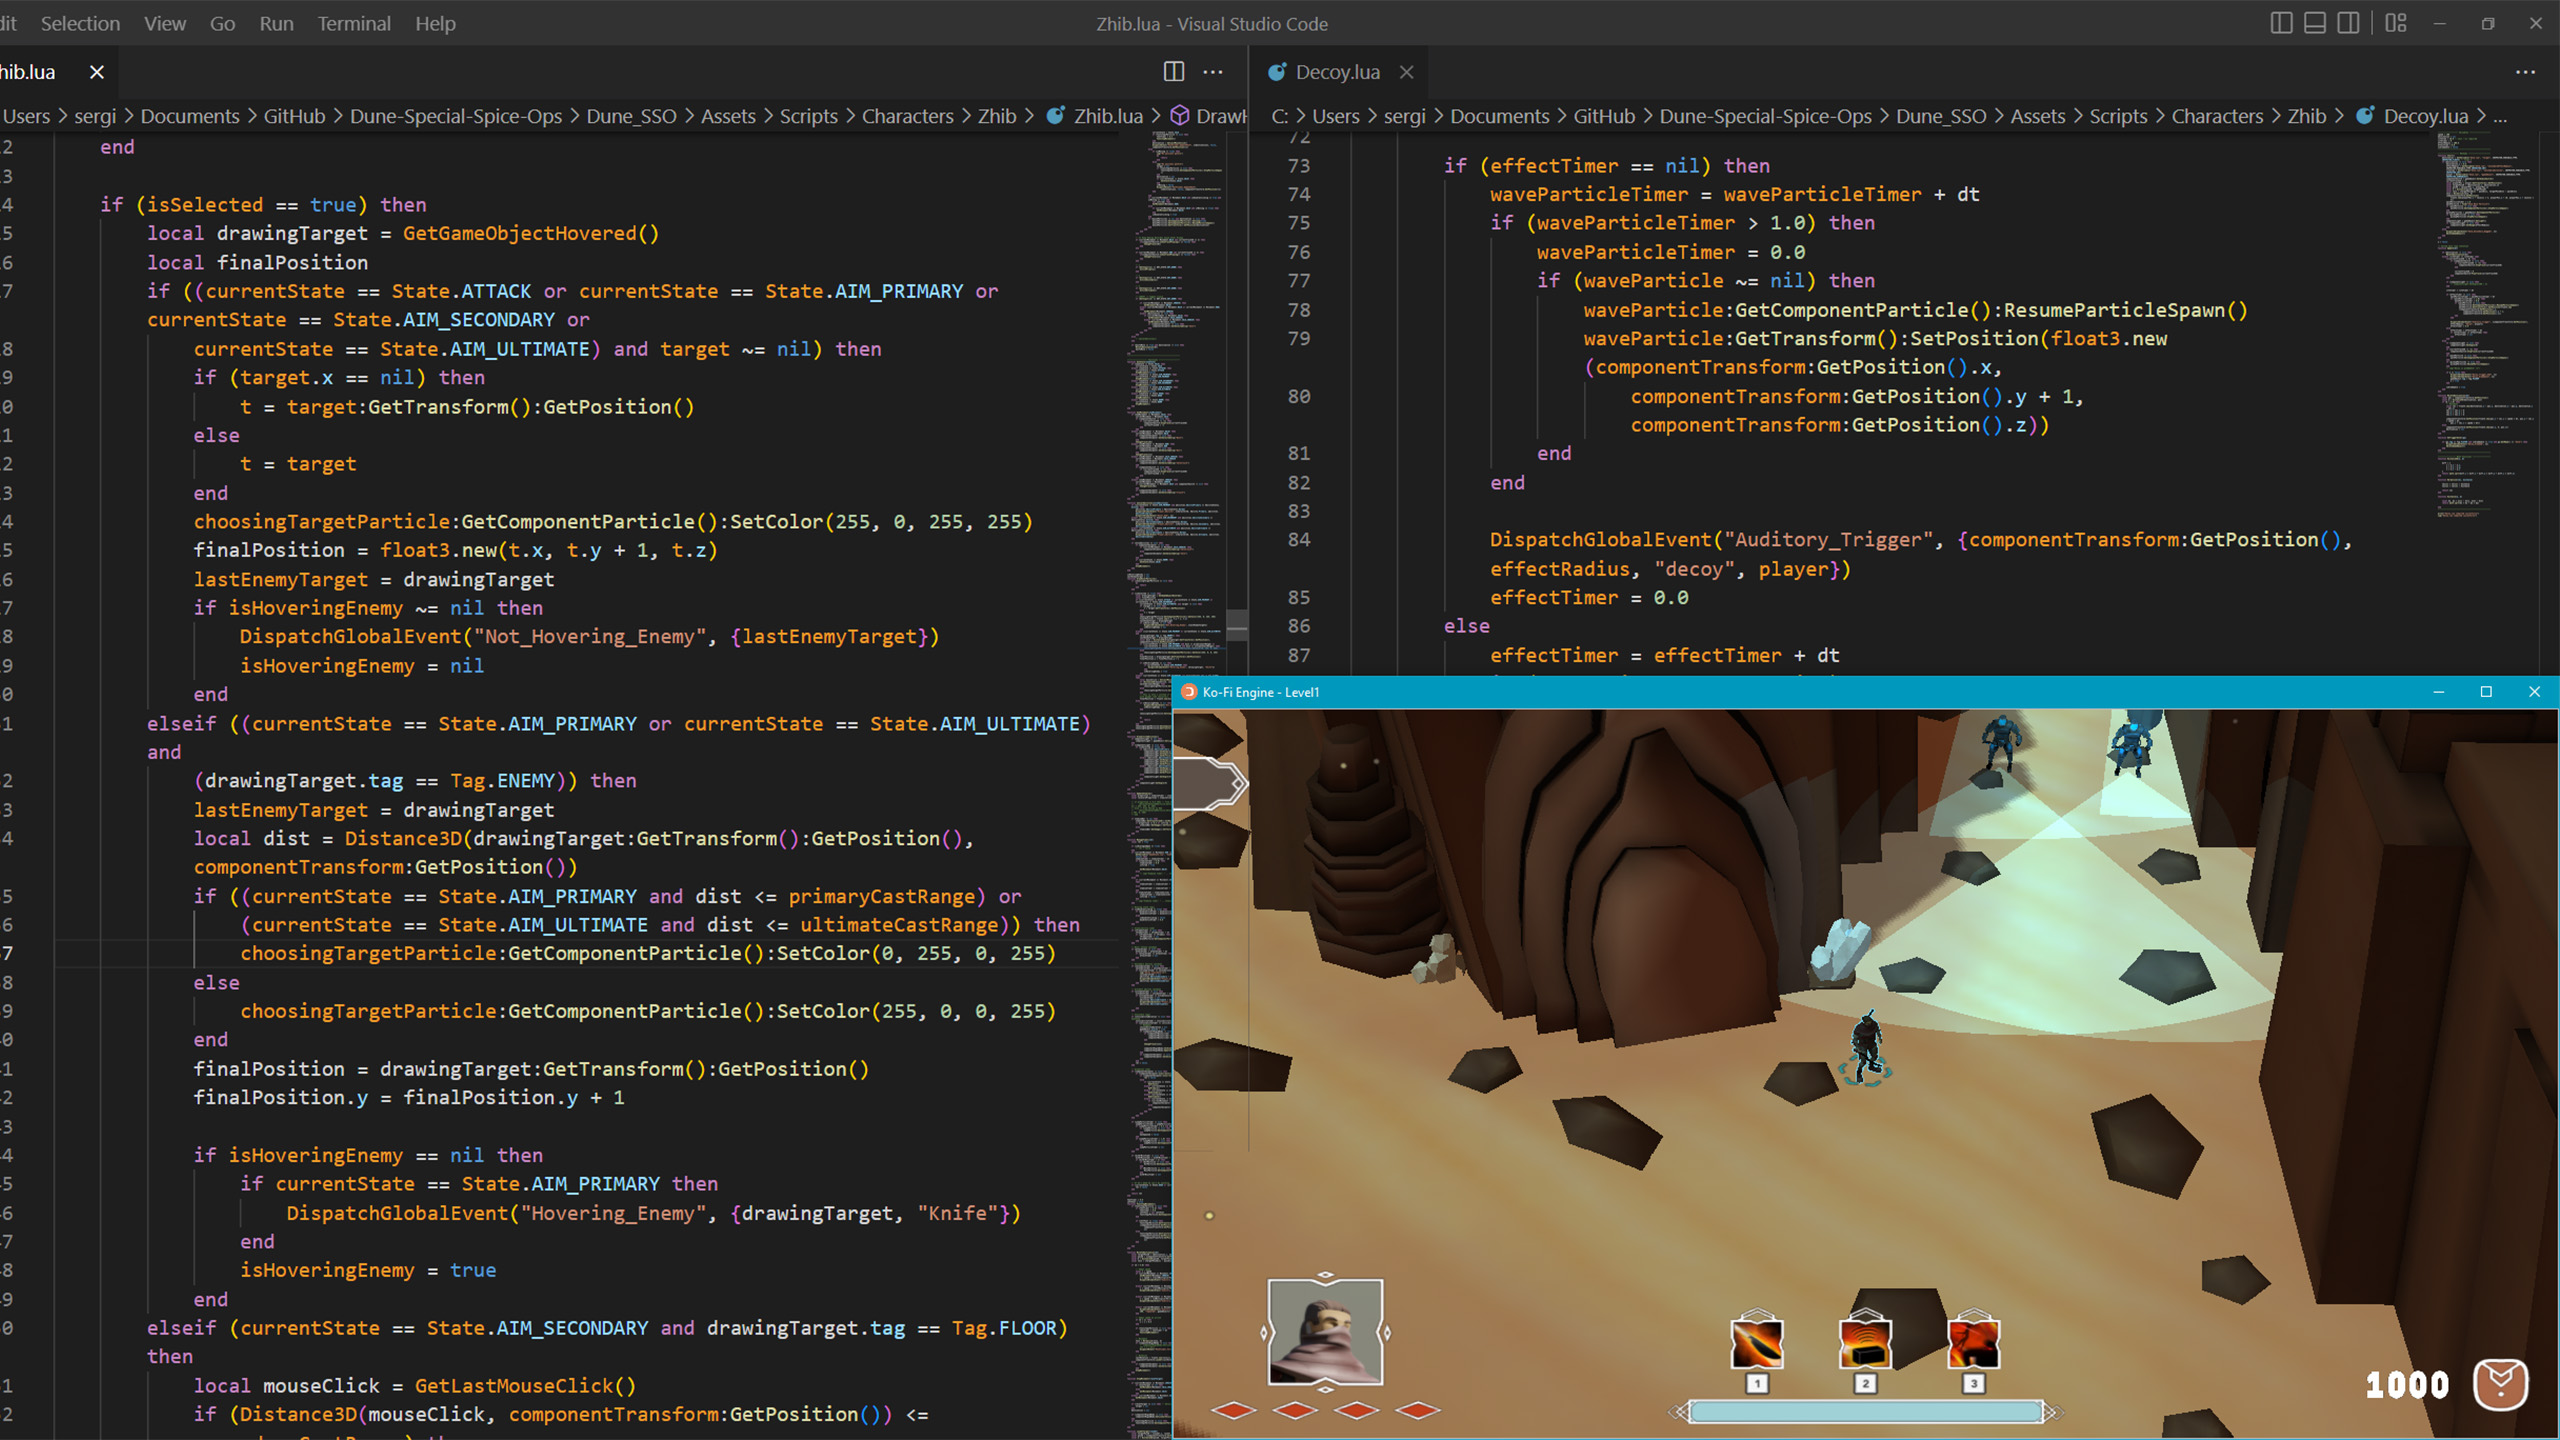 dit Selection View Go Run Terminal Help
Zhib.lua - Visual Studio Code
hib.lua
Users > sergi > Documents > GitHub > Dune-Special-Spice-Ops > Dune_SSO > Assets > Scripts > Characters > Zhib > Zhib.lua > DrawH
2 end
3
4 if (isSelected == true) then
5 local drawingTarget = GetGameObjectHovered()
6 local finalPosition
7 if ((currentState == State.ATTACK or currentState == State.AIM_PRIMARY or
currentState == State.AIM_SECONDARY or
8 currentState == State.AIM_ULTIMATE) and target ~= nil) then
9 if (target.x == nil) then
0 t = target:GetTransform():GetPosition()
1 else
2 t = target
3 end
4 choosingTargetParticle:GetComponentParticle():SetColor(255, 0, 255, 255)
5 finalPosition = float3.new(t.x, t.y + 1, t.z)
6 lastEnemyTarget = drawingTarget
7 if isHoveringEnemy ~= nil then
8 DispatchGlobalEvent("Not_Hovering_Enemy", {lastEnemyTarget})
9 isHoveringEnemy = nil
0 end
1 elseif ((currentState == State.AIM_PRIMARY or currentState == State.AIM_ULTIMATE)
and
2 (drawingTarget.tag == Tag.ENEMY)) then
3 lastEnemyTarget = drawingTarget
4 local dist = Distance3D(drawingTarget:GetTransform():GetPosition(),
componentTransform:GetPosition())
5 if ((currentState == State.AIM_PRIMARY and dist <= primaryCastRange) or
6 (currentState == State.AIM_ULTIMATE and dist <= ultimateCastRange)) then
7 choosingTargetParticle:GetComponentParticle():SetColor(0, 255, 0, 255)
8 else
9 choosingTargetParticle:GetComponentParticle():SetColor(255, 0, 0, 255)
0 end
1 finalPosition = drawingTarget:GetTransform():GetPosition()
2 finalPosition.y = finalPosition.y + 1
3
4 if isHoveringEnemy == nil then
5 if currentState == State.AIM_PRIMARY then
6 DispatchGlobalEvent("Hovering_Enemy", {drawingTarget, "Knife"})
7 end
8 isHoveringEnemy = true
9 end
0 elseif (currentState == State.AIM_SECONDARY and drawingTarget.tag == Tag.FLOOR)
then
1 local mouseClick = GetLastMouseClick()
2 if (Distance3D(mouseClick, componentTransform:GetPosition()) <=
Decoy.lua
C: > Users > sergi > Documents > GitHub > Dune-Special-Spice-Ops > Dune_SSO > Assets > Scripts > Characters > Zhib > Decoy.lua > ...
72
73 if (effectTimer == nil) then
74 waveParticleTimer = waveParticleTimer + dt
75 if (waveParticleTimer > 1.0) then
76 waveParticleTimer = 0.0
77 if (waveParticle ~= nil) then
78 waveParticle:GetComponentParticle():ResumeParticleSpawn()
79 waveParticle:GetTransform():SetPosition(float3.new
(componentTransform:GetPosition().x,
80 componentTransform:GetPosition().y + 1,
componentTransform:GetPosition().z))
81 end
82 end
83
84 DispatchGlobalEvent("Auditory_Trigger", {componentTransform:GetPosition(),
effectRadius, "decoy", player})
85 effectTimer = 0.0
86 else
87 effectTimer = effectTimer + dt
Ko-Fi Engine - Level1
1 2 3
1000